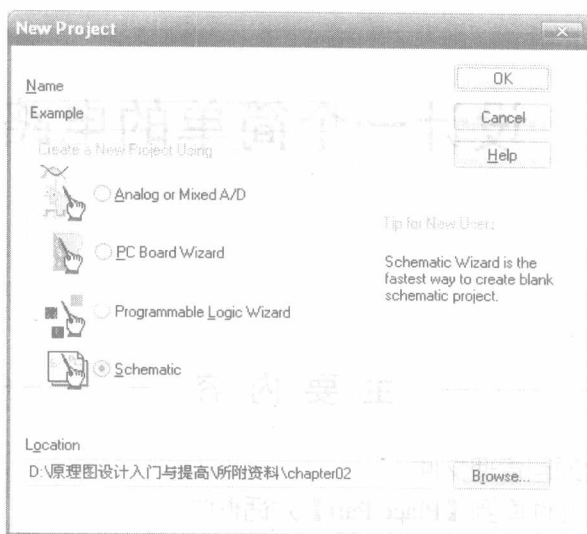 New Project
Name
OK
Example
Cancel
Create a New Project Using
Help
Analog or Mixed A/D
Tip for New Users
PC Board Wizard
Schematic Wizard is the
fastest way to create blank
schematic project.
Programmable Logic Wizard
Schematic
Location
D:\原理图设计入门与提高\所附资料\chapter02
Browse...